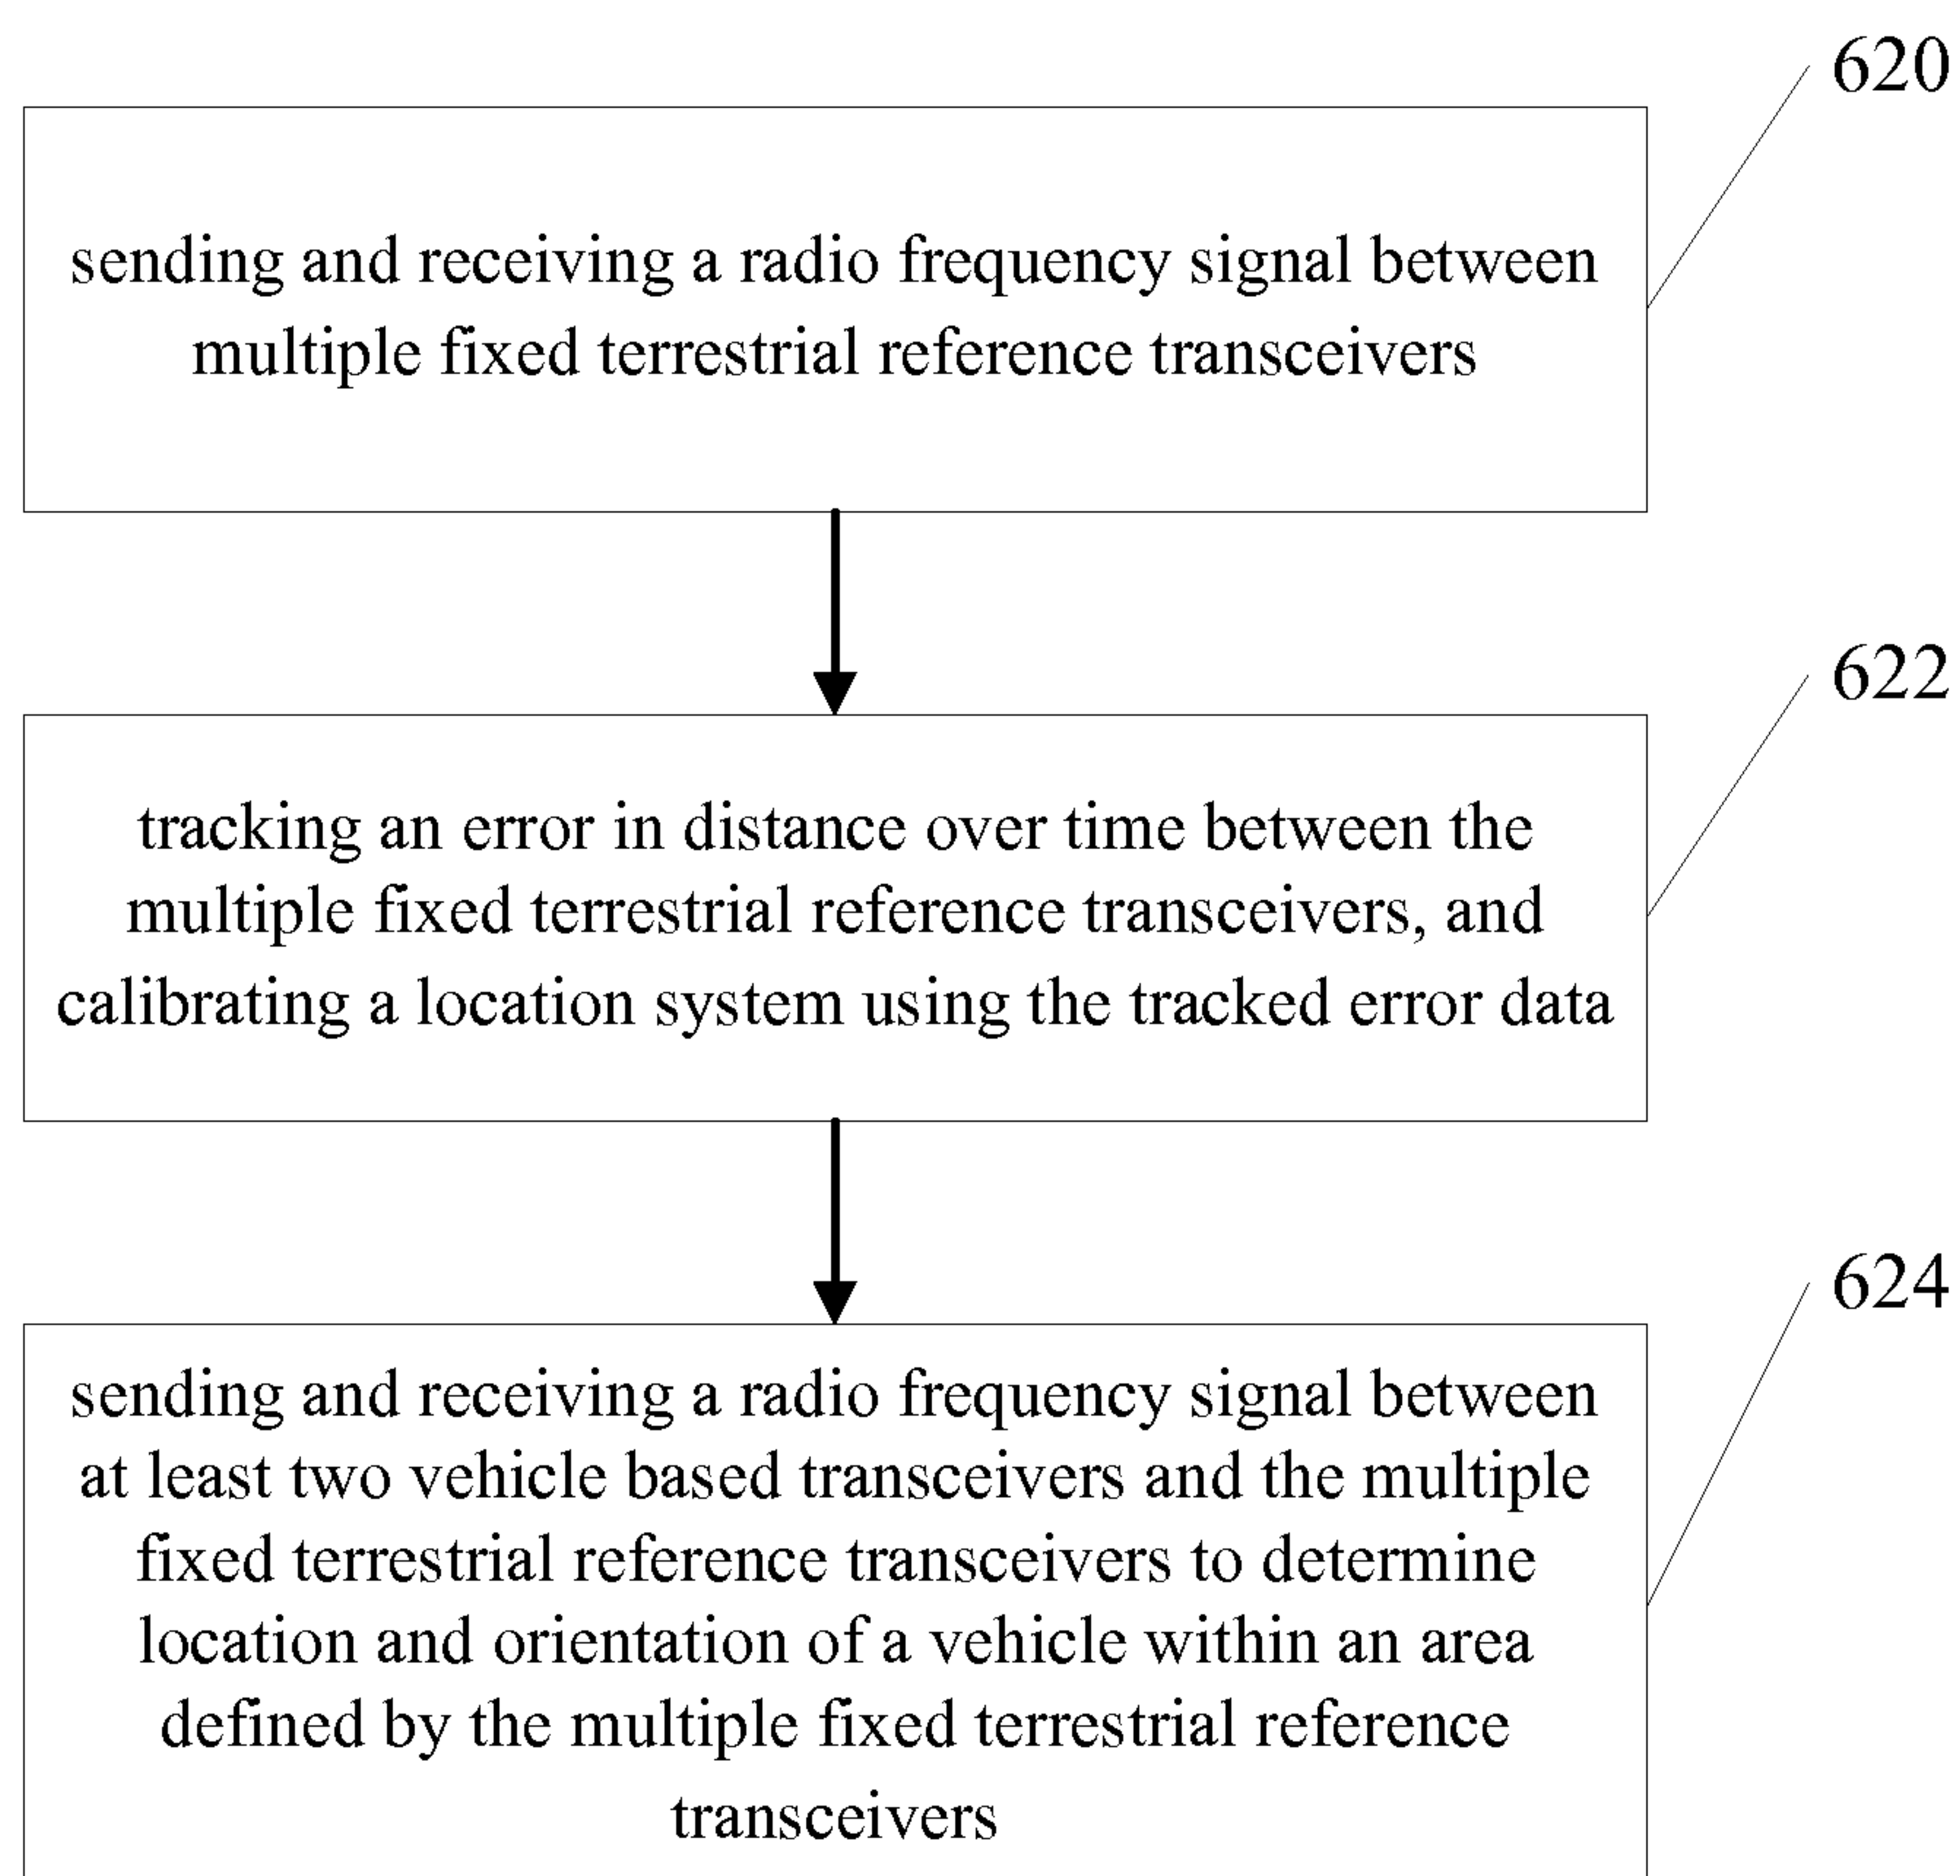 620
sending and receiving a radio frequency signal between
multiple fixed terrestrial reference transceivers
622
tracking an error in distance over time between the
multiple fixed terrestrial reference transceivers, and
calibrating a location system using the tracked error data
624
sending and receiving a radio frequency signal between
at least two vehicle based transceivers and the multiple
fixed terrestrial reference transceivers to determine
location and orientation of a vehicle within an area
defined by the multiple fixed terrestrial reference
transceivers